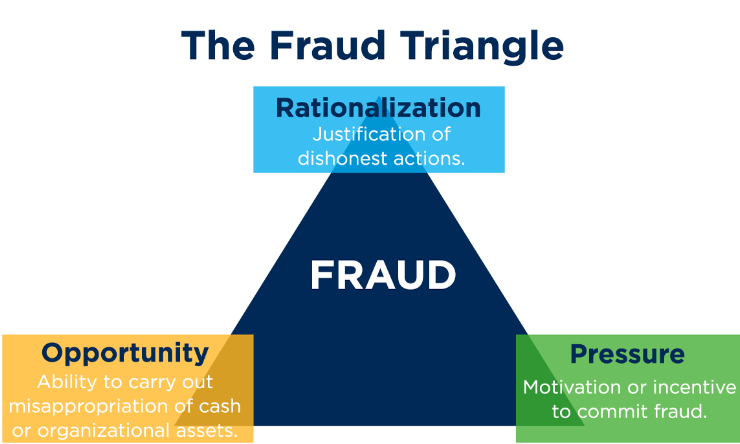 The Fraud Triangle
Rationalization
Justification of
dishonest actions.
FRAUD
Opportunity
Ability to carry out
misappropriation of cash
or organizational assets.
Pressure
Motivation or incentive
to commit fraud.